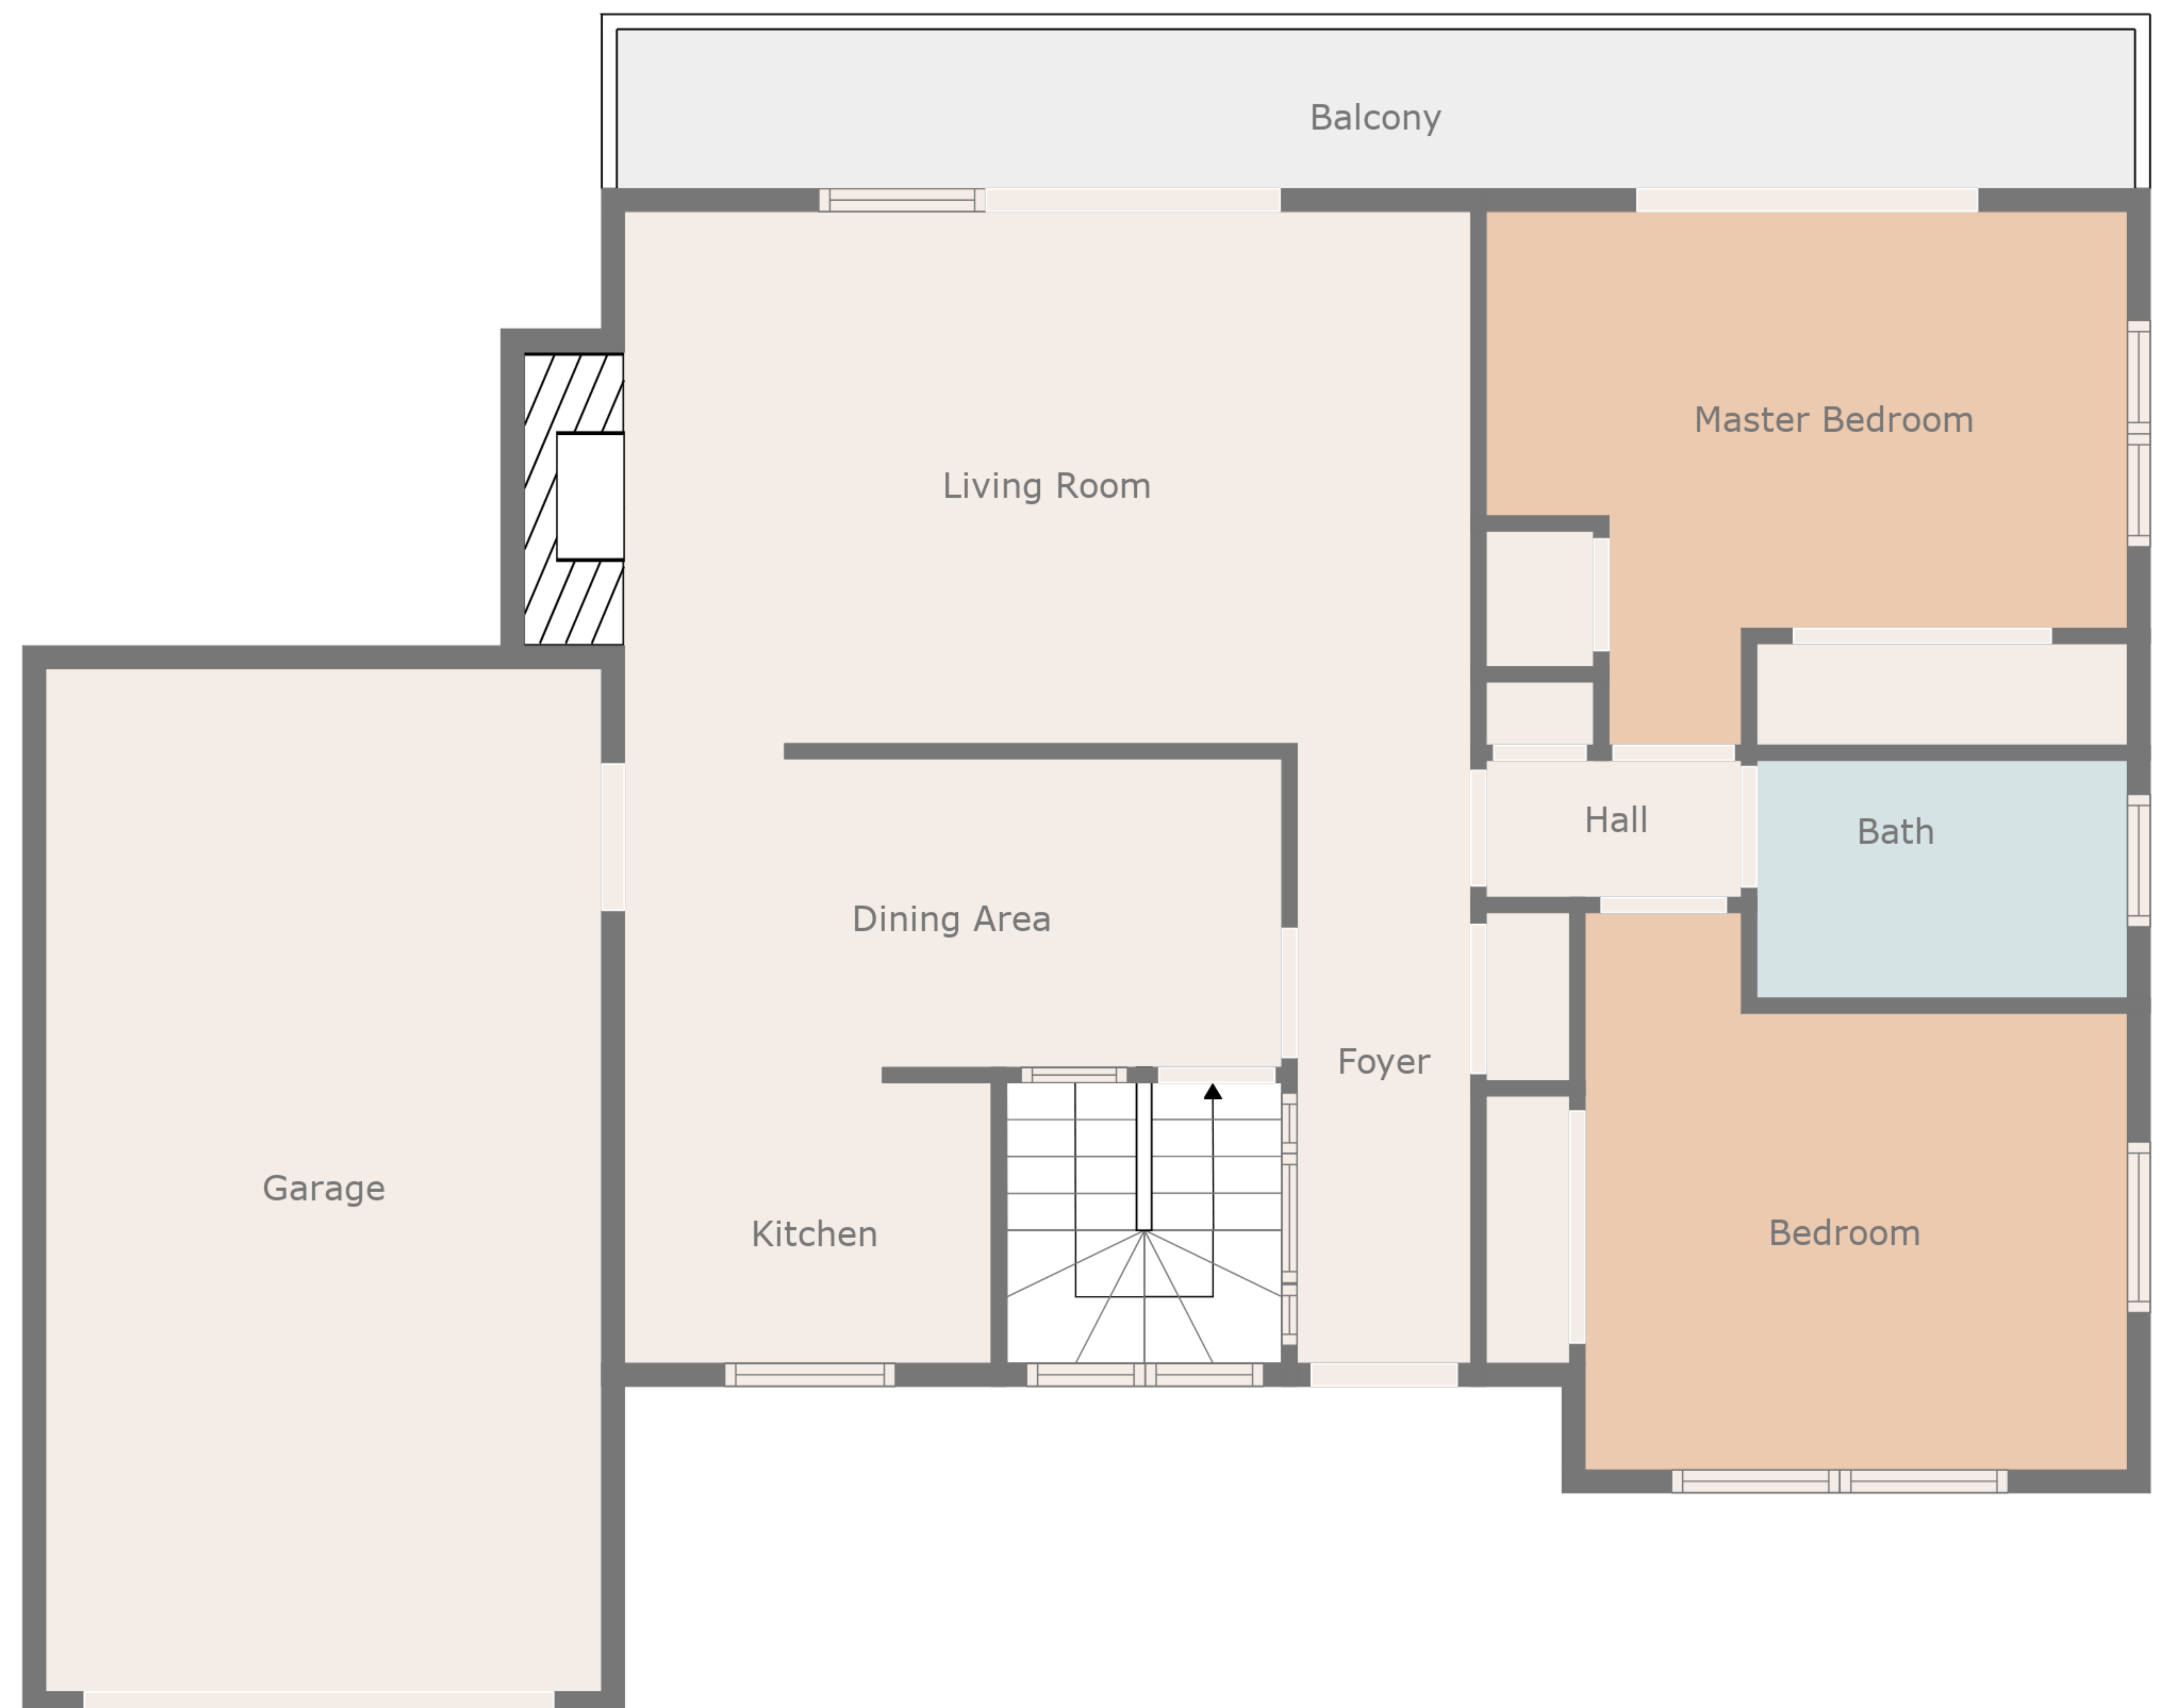 Balcony
Master Bedroom
Living Room
Hall
Bath
Dining Area
Foyer
Garage
Kitchen
Bedroom